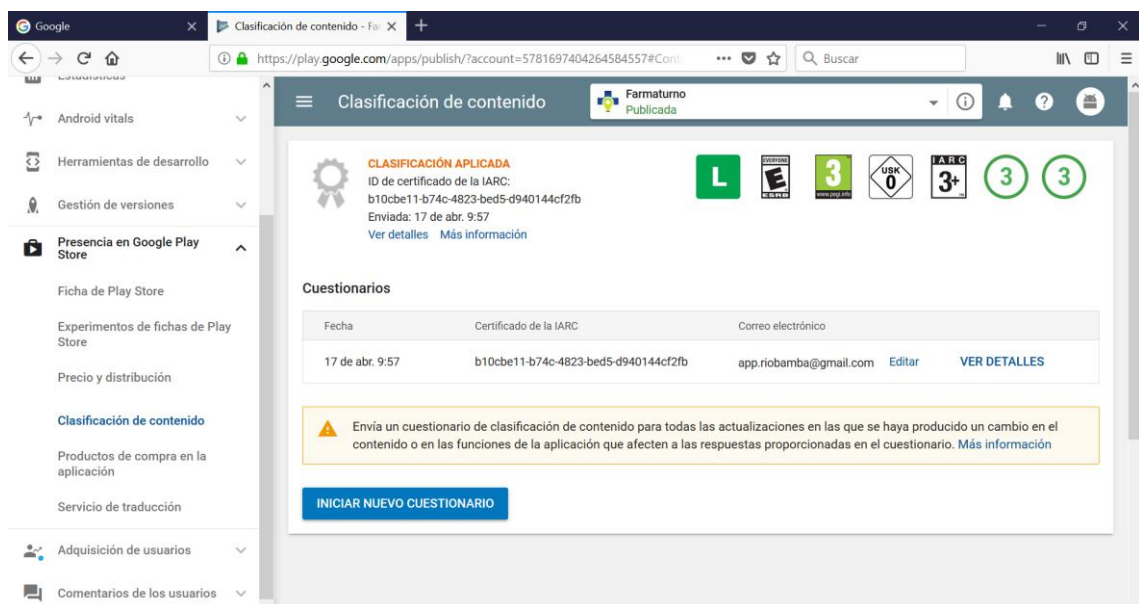 Google
Clasificación de contenido - Far
https://play.google.com/apps/publish/?account=5781697404264584557#Cont
Buscar
Estadísticas
Android vitals
Herramientas de desarrollo
Gestión de versiones
Presencia en Google Play
Store
Ficha de Play Store
Experimentos de fichas de Play
Store
Precio y distribución
Clasificación de contenido
Productos de compra en la
aplicación
Servicio de traducción
Adquisición de usuarios
Comentarios de los usuarios
Clasificación de contenido
Farmaturno
Publicada
CLASIFICACIÓN APLICADA
ID de certificado de la IARC:
b10cbe11-b74c-4823-bed5-d940144cf2fb
Enviada: 17 de abr. 9:57
Ver detalles Más información
L
EVERYONE
E
ESRB
3
www.pegi.info
USK
0
IARC
3+
3
3
Cuestionarios
Fecha Certificado de la IARC Correo electrónico
17 de abr. 9:57 b10cbe11-b74c-4823-bed5-d940144cf2fb app.riobamba@gmail.com Editar VER DETALLES
Envía un cuestionario de clasificación de contenido para todas las actualizaciones en las que se haya producido un cambio en el
contenido o en las funciones de la aplicación que afecten a las respuestas proporcionadas en el cuestionario. Más información
INICIAR NUEVO CUESTIONARIO